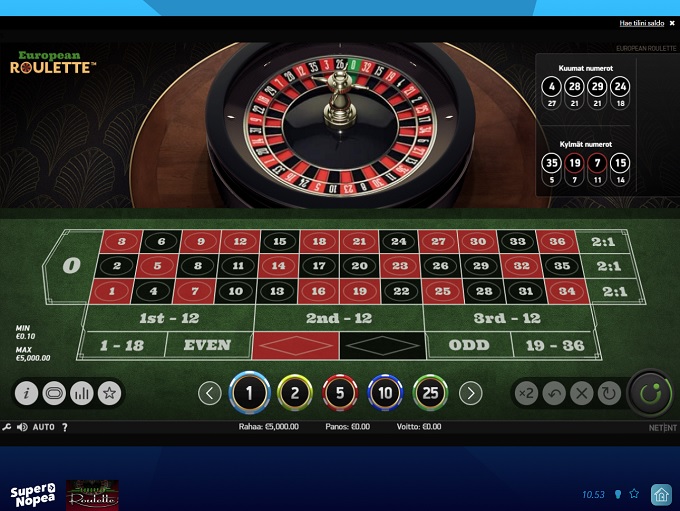 Hae tilini saldo ×
European
ROULETTE™
EUROPEAN ROULETTE
Kuumat numerot
4 28 29 24
27 21 21 18
Kylmät numerot
35 19 7 15
5 7 11 14
3 6 9 12 15 18 21 24 27 30 33 36 2:1
0
2 5 8 11 14 17 20 23 26 29 32 35 2:1
1 4 7 10 13 16 19 22 25 28 31 34 2:1
1st - 12 2nd - 12 3rd - 12
1 - 18 EVEN ODD 19 - 36
MIN
€0.10
MAX
€5,000.00
1 2 5 10 25
×2
AUTO ?
Rahaa: €5,000.00 Panos: €0.00 Voitto: €0.00
NETENT
Super
Nopea
Roulette
10.53